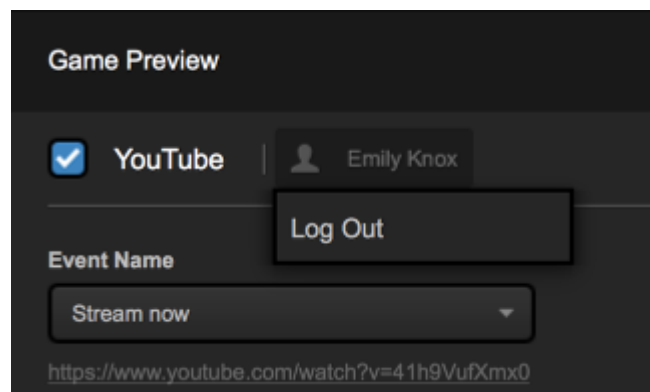 Game Preview
YouTube | Emily Knox
Log Out
Event Name
Stream now
https://www.youtube.com/watch?v=41h9VufXmx0